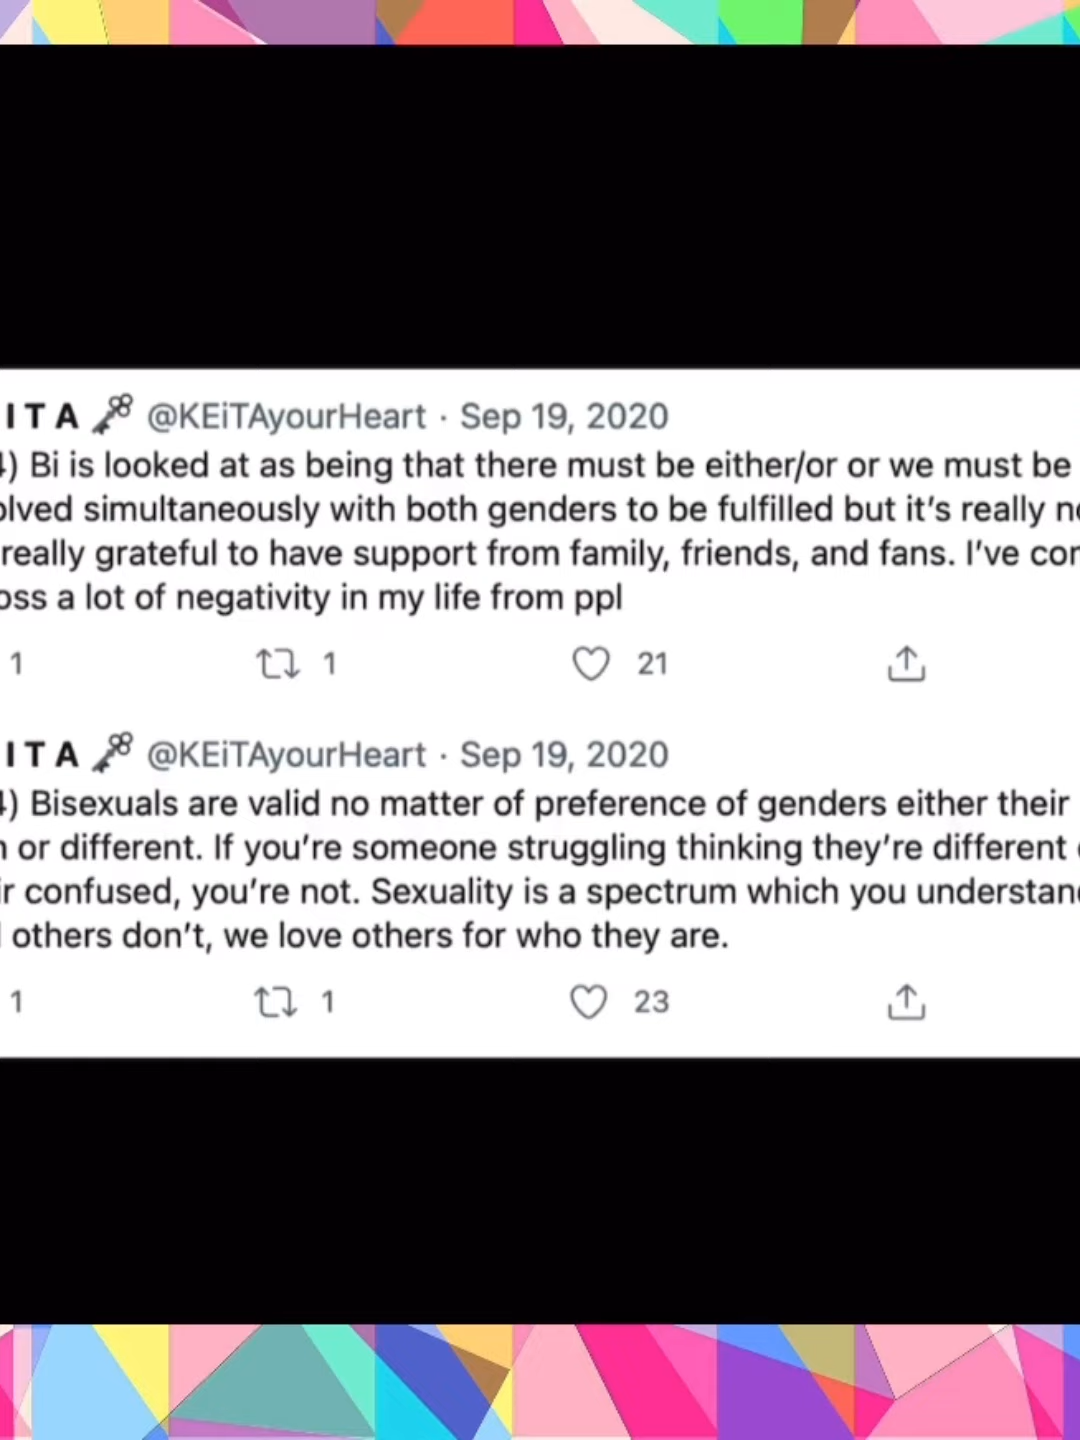 ITA @KEiTAyourHeart · Sep 19, 2020
4) Bi is looked at as being that there must be either/or or we must be
simultaneously with both genders to be fulfilled but it's really
really grateful to have support from family, friends, and fans. I've
a lot of negativity in my life from ppl
1 1 21
ITA @KEiTAyourHeart · Sep 19, 2020
4) Bisexuals are valid no matter of preference of genders either their
or different. If you're someone struggling thinking they're different
confused, you're not. Sexuality is a spectrum which you
others don't, we love others for who they are.
1 1 23